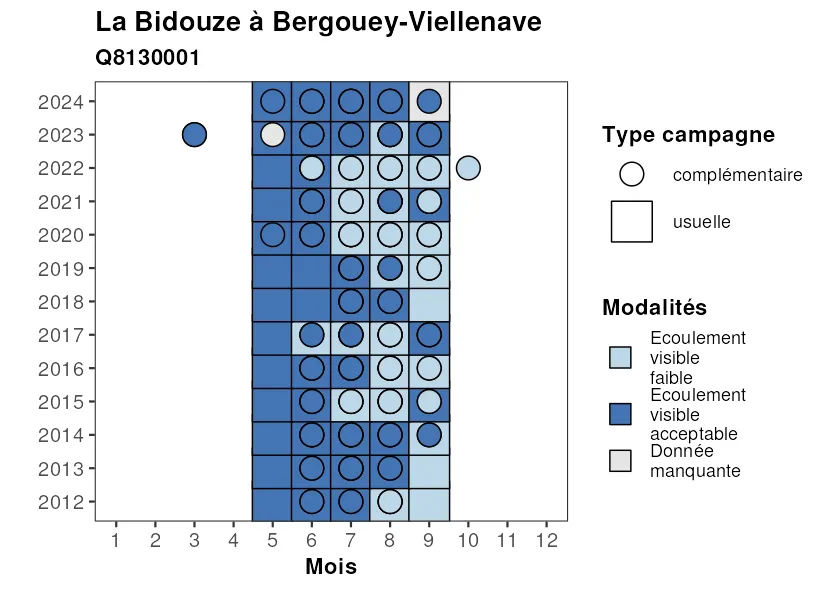 La Bidouze à Bergouey-Viellenave
Q8130001
2024
2023
2022
2021
2020
2019
2018
2017
2016
2015
2014
2013
2012
1 2 3 4 5 6 7 8 9 10 11 12
Mois
Type campagne
complémentaire
usuelle
Modalités
Ecoulement
visible
faible
Ecoulement
visible
acceptable
Donnée
manquante